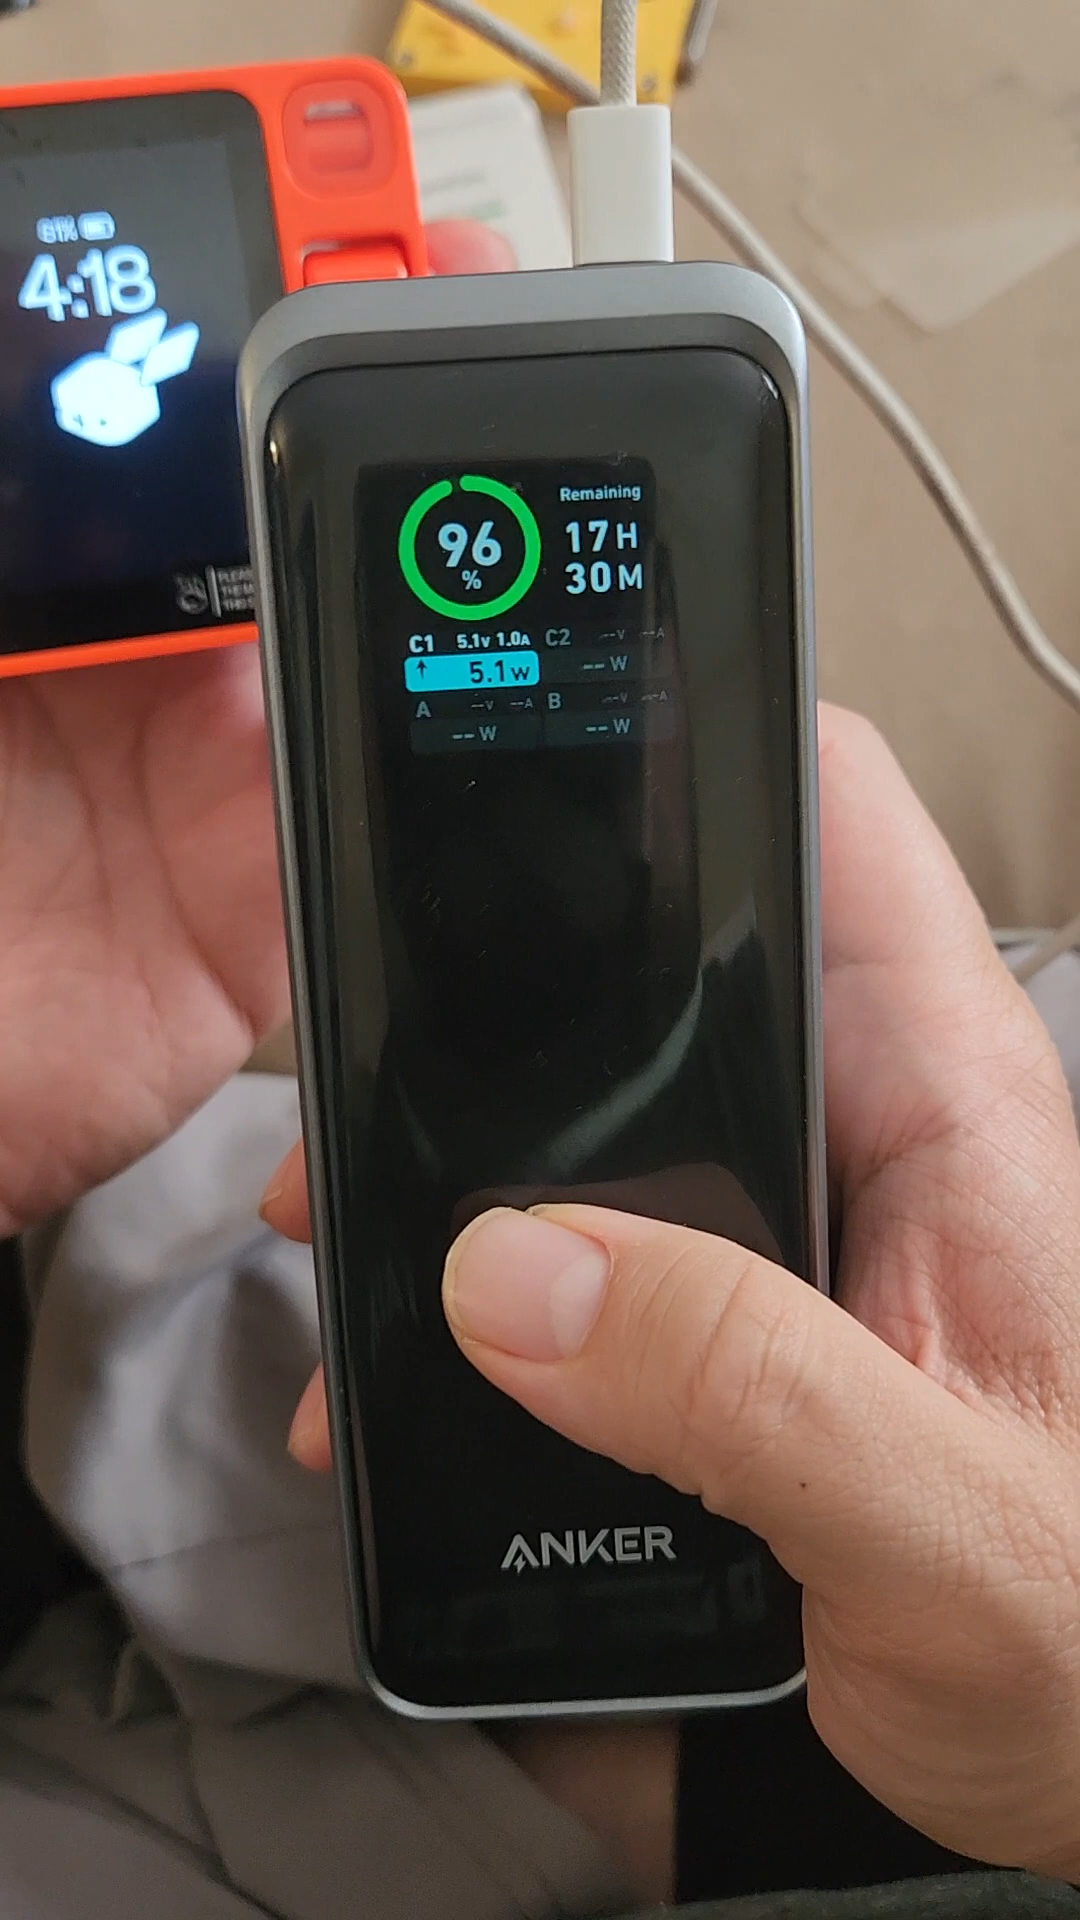 81%
4:18
96
%
Remaining
17H
30M
C1 5.1V 1.0A
↑ 5.1W
C2 --V --A
--W
A --V --A
--W
B --V --A
--W
ANKER